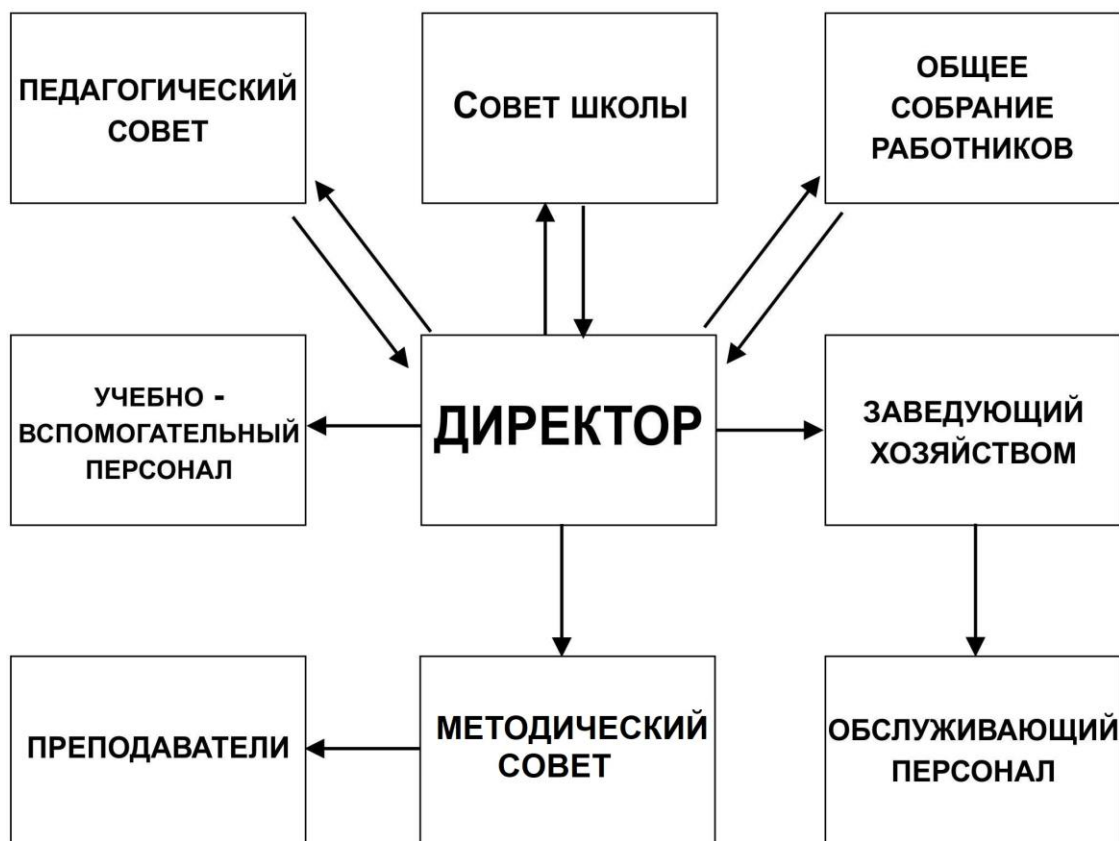 ПЕДАГОГИЧЕСКИЙ
СОВЕТ
СОВЕТ ШКОЛЫ
ОБЩЕЕ
СОБРАНИЕ
РАБОТНИКОВ
УЧЕБНО -
ВСПОМОГАТЕЛЬНЫЙ
ПЕРСОНАЛ
ДИРЕКТОР
ЗАВЕДУЮЩИЙ
ХОЗЯЙСТВОМ
ПРЕПОДАВАТЕЛИ
МЕТОДИЧЕСКИЙ
СОВЕТ
ОБСЛУЖИВАЮЩИЙ
ПЕРСОНАЛ